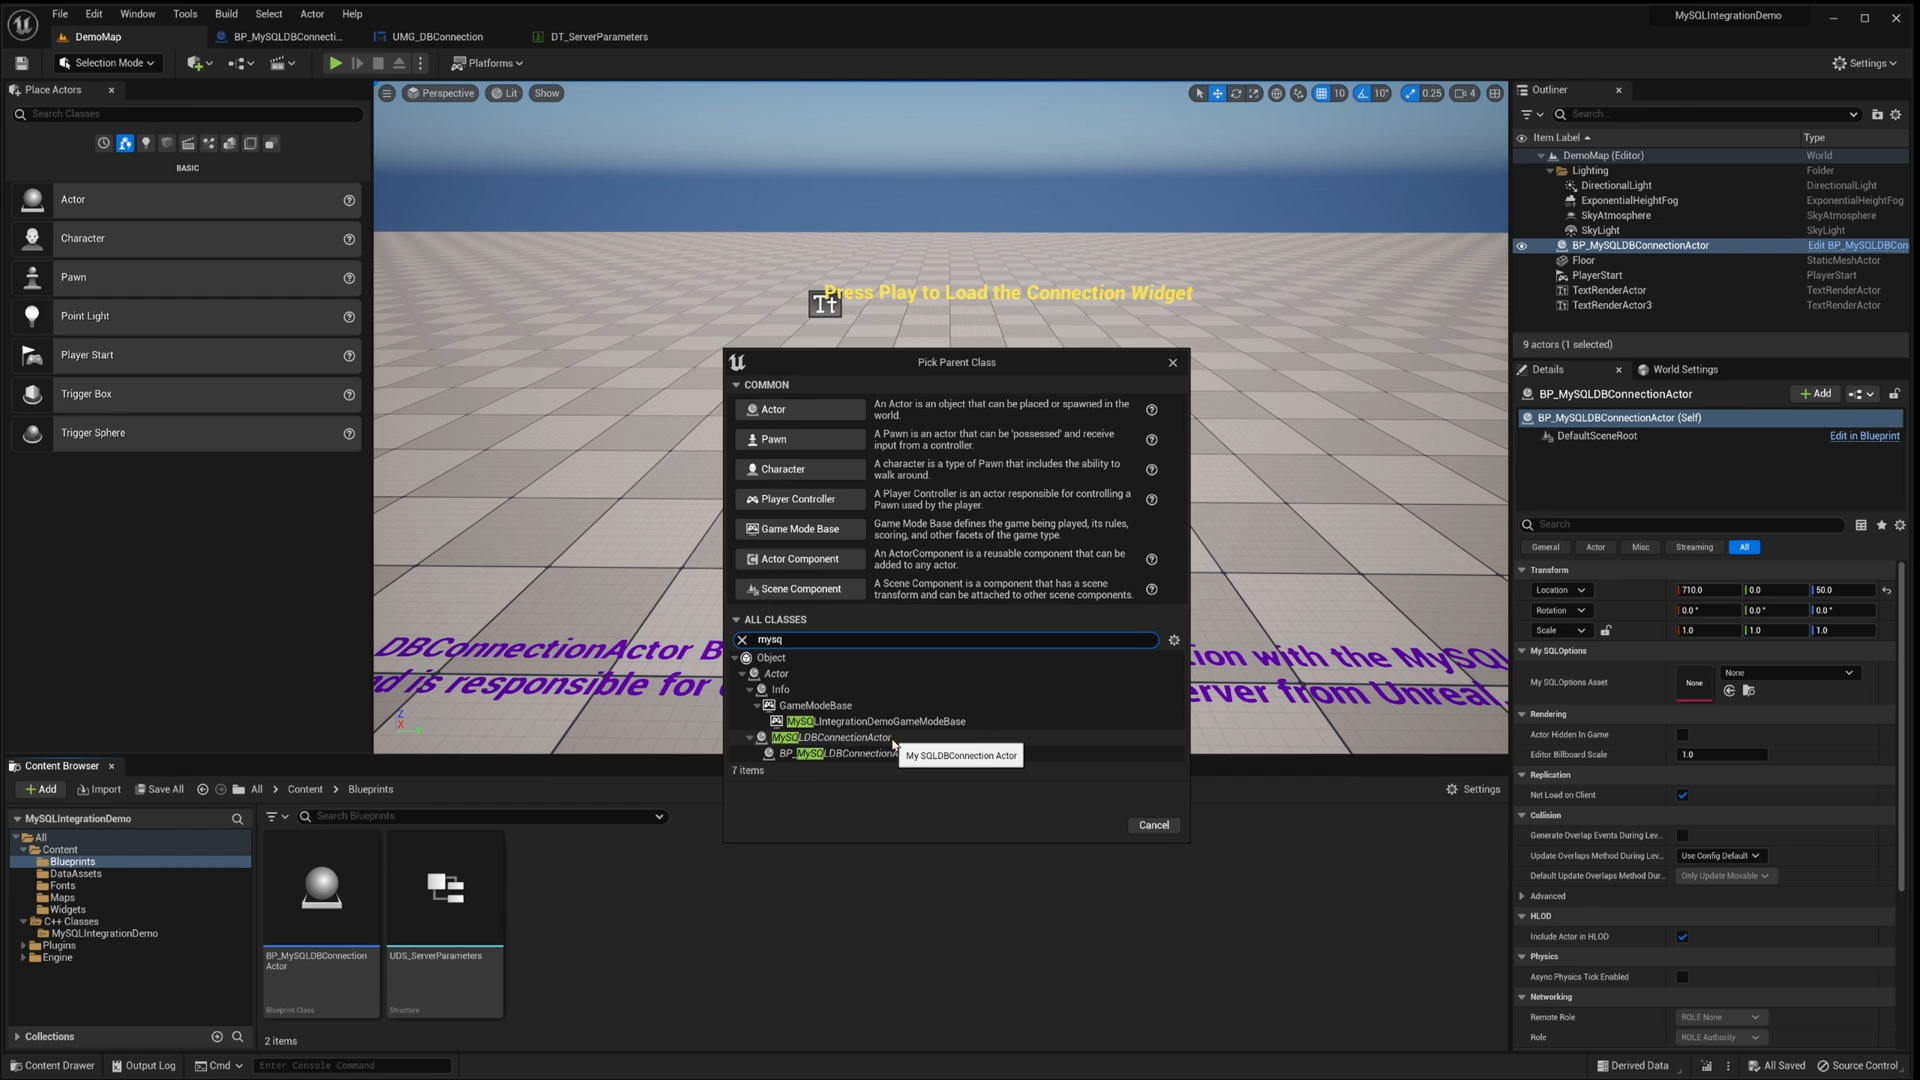 File Edit Window Tools Build Select Actor Help
MySQLIntegrationDemo
DemoMap
BP_MySQLDBConnecti...
UMG_DBConnection
DT_ServerParameters
Selection Mode
Platforms
Settings
Place Actors
Search Classes
BASIC
Actor
Character
Pawn
Point Light
Player Start
Trigger Box
Trigger Sphere
Perspective Lit Show
10 10° 0.25 4
Press Play to Load the Connection Widget
Tt
DBConnectionActor B
nd is responsible for
ion with the MySQL
erver from Unreal
Z
X
Y
Pick Parent Class
COMMON
Actor
An Actor is an object that can be placed or spawned in the
world.
Pawn
A Pawn is an actor that can be 'possessed' and receive
input from a controller.
Character
A character is a type of Pawn that includes the ability to
walk around.
Player Controller
A Player Controller is an actor responsible for controlling a
Pawn used by the player.
Game Mode Base
Game Mode Base defines the game being played, its rules,
scoring, and other facets of the game type.
Actor Component
An ActorComponent is a reusable component that can be
added to any actor.
Scene Component
A Scene Component is a component that has a scene
transform and can be attached to other scene components.
ALL CLASSES
mysq
Object
Actor
Info
GameModeBase
MySQLIntegrationDemoGameModeBase
MySQLDBConnectionActor
BP_MySQLDBConnectionA
My SQLDBConnection Actor
7 items
Cancel
Outliner
Search...
Item Label Type
DemoMap (Editor) World
Lighting Folder
DirectionalLight DirectionalLight
ExponentialHeightFog ExponentialHeightFog
SkyAtmosphere SkyAtmosphere
SkyLight SkyLight
BP_MySQLDBConnectionActor Edit BP_MySQLDBCon
Floor StaticMeshActor
PlayerStart PlayerStart
TextRenderActor TextRenderActor
TextRenderActor3 TextRenderActor
9 actors (1 selected)
Details World Settings
BP_MySQLDBConnectionActor
Add
BP_MySQLDBConnectionActor (Self)
DefaultSceneRoot Edit in Blueprint
Search
General Actor Misc Streaming All
Transform
Location 710.0 0.0 50.0
Rotation 0.0° 0.0° 0.0°
Scale 1.0 1.0 1.0
My SQLOptions
My SQLOptions Asset None None
Rendering
Actor Hidden In Game
Editor Billboard Scale 1.0
Replication
Net Load on Client
Collision
Generate Overlap Events During Lev...
Update Overlaps Method During Lev... Use Config Default
Default Update Overlaps Method Dur... Only Update Movable
Advanced
HLOD
Include Actor in HLOD
Physics
Async Physics Tick Enabled
Networking
Remote Role ROLE None
Role ROLE Authority
Content Browser
Add Import Save All All Content Blueprints
Settings
MySQLIntegrationDemo
Search Blueprints
All
Content
Blueprints
DataAssets
Fonts
Maps
Widgets
C++ Classes
MySQLIntegrationDemo
Plugins
Engine
Collections
BP_MySQLDBConnection
Actor
Blueprint Class
UDS_ServerParameters
Structure
2 items
Content Drawer Output Log Cmd Enter Console Command
Derived Data All Saved Source Control